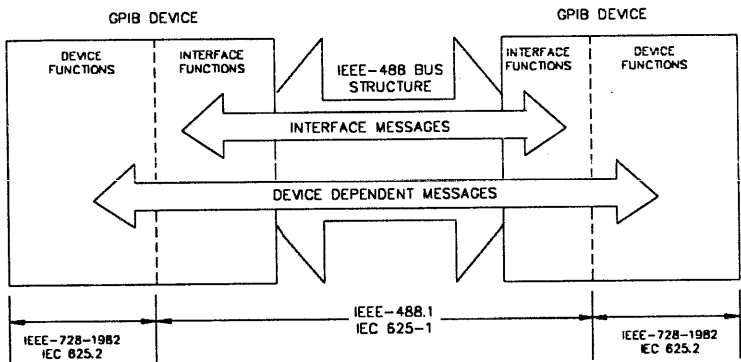 GPIB DEVICE
GPIB DEVICE
DEVICE
FUNCTIONS
INTERFACE
FUNCTIONS
IEEE-488 BUS
STRUCTURE
INTERFACE
FUNCTIONS
DEVICE
FUNCTIONS
INTERFACE MESSAGES
DEVICE DEPENDENT MESSAGES
IEEE-728-1982
IEC 625.2
IEEE-488.1
IEC 625-1
IEEE-728-1982
IEC 625.2